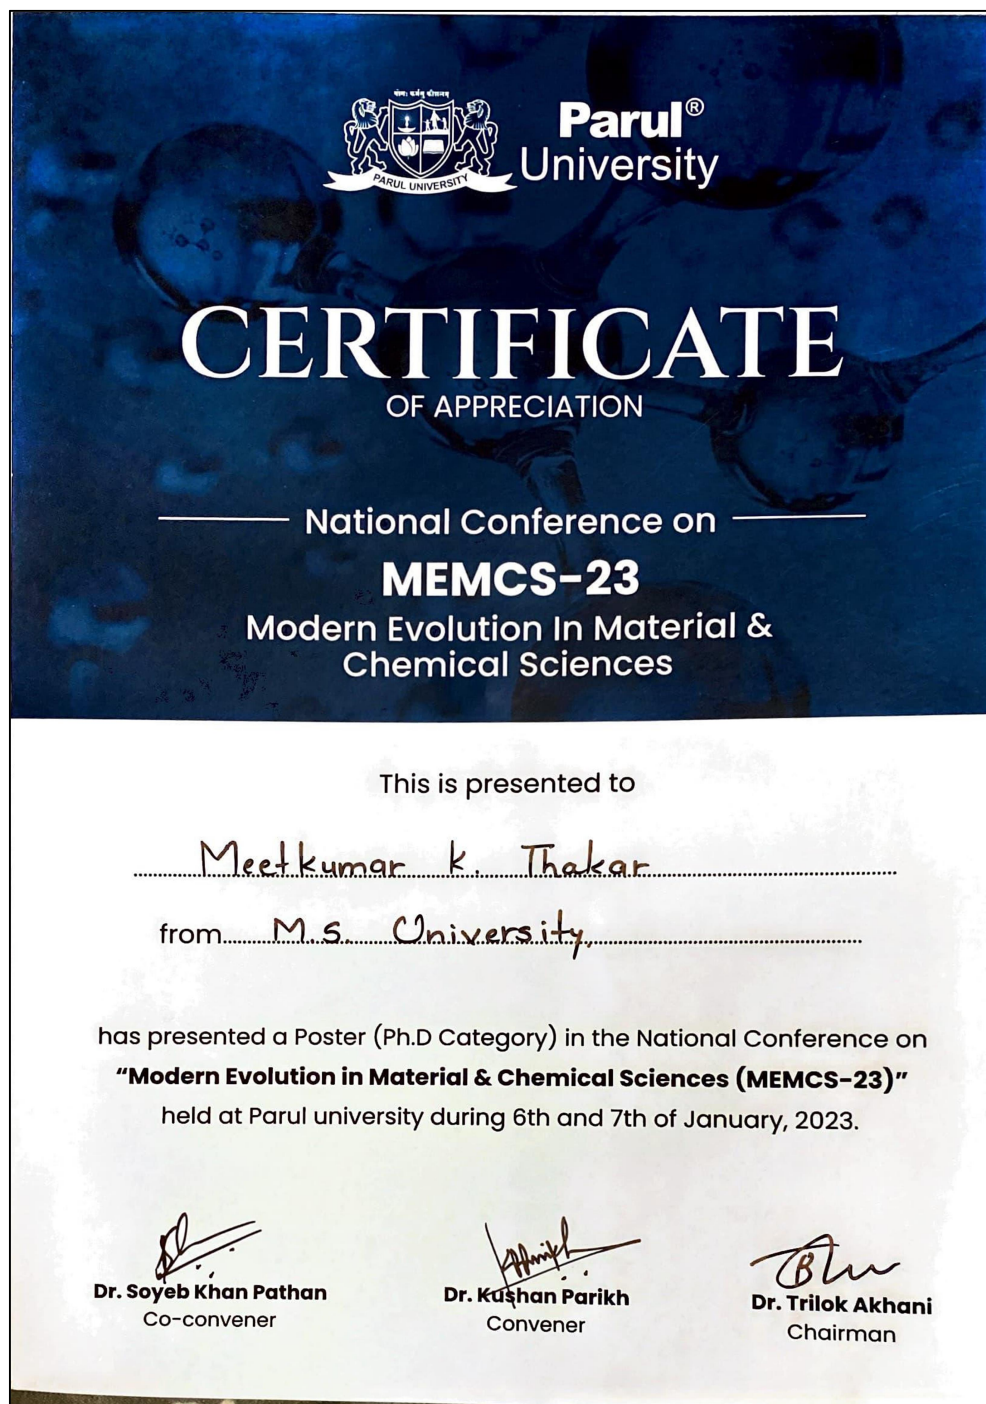 योगः कर्मसु कौशलम्
PARUL UNIVERSITY
Parul®
University
CERTIFICATE
OF APPRECIATION
National Conference on
MEMCS-23
Modern Evolution In Material &
Chemical Sciences
This is presented to
Meetkumar k. Thakar
from M.S. University,
has presented a Poster (Ph.D Category) in the National Conference on
“Modern Evolution in Material & Chemical Sciences (MEMCS-23)”
held at Parul university during 6th and 7th of January, 2023.
Dr. Soyeb Khan Pathan
Co-convener
Dr. Kushan Parikh
Convener
Dr. Trilok Akhani
Chairman